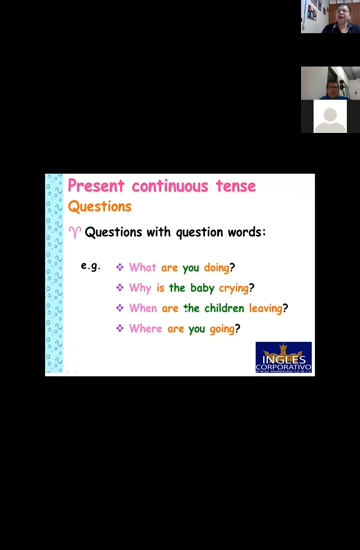 Present continuous tense
Questions
Questions with question words:
e.g.
What are you doing?
Why is the baby crying?
When are the children leaving?
Where are you going?
INGLES
CORPORATIVO